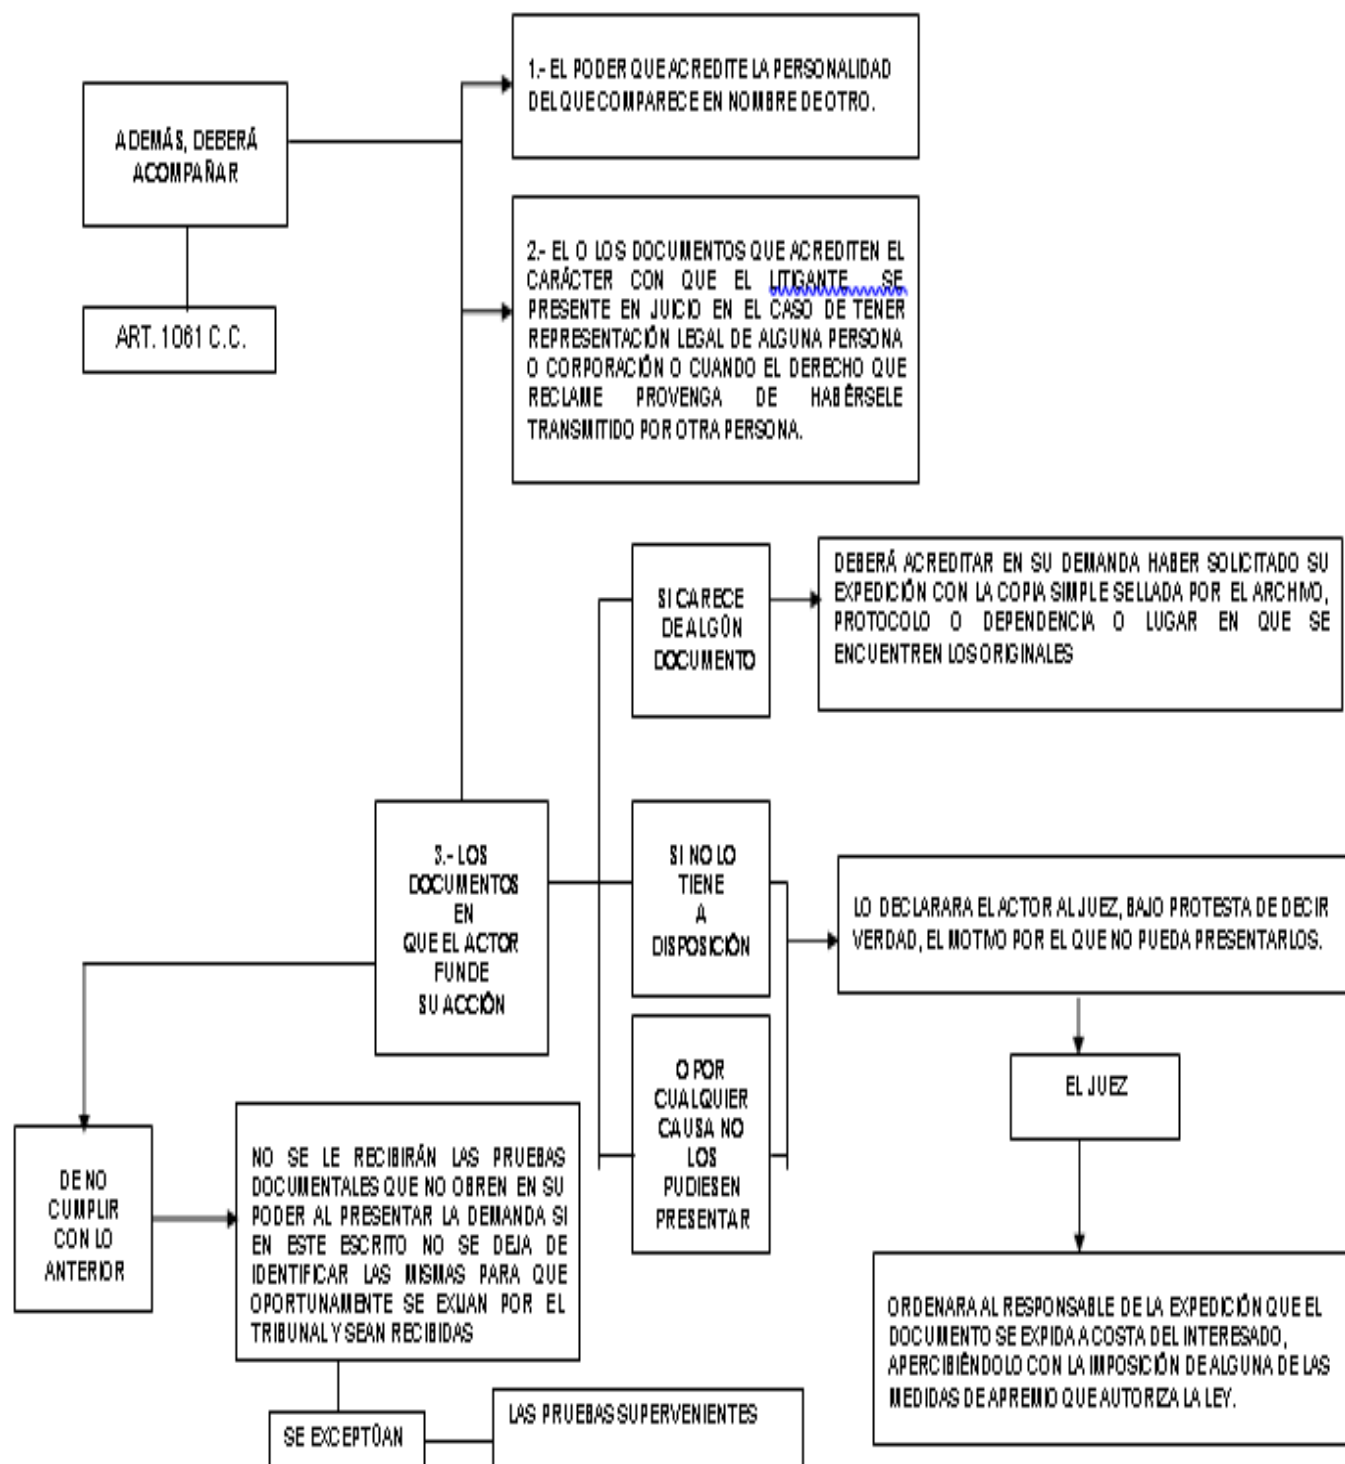 ADEMÁS, DEBERÁ
ACOMPAÑAR
ART. 1061 C.C.
1.- EL PODER QUE ACREDITE LA PERSONALIDAD
DEL QUE COMPARECE EN NOMBRE DE OTRO.
2.- EL O LOS DOCUMENTOS QUE ACREDITEN EL
CARÁCTER CON QUE EL LITIGANTE SE
PRESENTE EN JUICIO EN EL CASO DE TENER
REPRESENTACIÓN LEGAL DE ALGUNA PERSONA
O CORPORACIÓN O CUANDO EL DERECHO QUE
RECLAME PROVENGA DE HABÉRSELE
TRANSMITIDO POR OTRA PERSONA.
3.- LOS
DOCUMENTOS
EN
QUE EL ACTOR
FUNDE
SU ACCIÓN
SI CARECE
DE ALGÚN
DOCUMENTO
DEBERÁ ACREDITAR EN SU DEMANDA HABER SOLICITADO SU
EXPEDICIÓN CON LA COPIA SIMPLE SELLADA POR EL ARCHIVO,
PROTOCOLO O DEPENDENCIA O LUGAR EN QUE SE
ENCUENTREN LOS ORIGINALES
SI NO LO
TIENE
A
DISPOSICIÓN
O POR
CUALQUIER
CAUSA NO
LOS
PUDIESEN
PRESENTAR
LO DECLARARA EL ACTOR AL JUEZ, BAJO PROTESTA DE DECIR
VERDAD, EL MOTIVO POR EL QUE NO PUEDA PRESENTARLOS.
EL JUEZ
ORDENARA AL RESPONSABLE DE LA EXPEDICIÓN QUE EL
DOCUMENTO SE EXPIDA A COSTA DEL INTERESADO,
APERCIBIÉNDOLO CON LA IMPOSICIÓN DE ALGUNA DE LAS
MEDIDAS DE APREMIO QUE AUTORIZA LA LEY.
DE NO
CUMPLIR
CON LO
ANTERIOR
NO SE LE RECIBIRÁN LAS PRUEBAS
DOCUMENTALES QUE NO OBREN EN SU
PODER AL PRESENTAR LA DEMANDA SI
EN ESTE ESCRITO NO SE DEJA DE
IDENTIFICAR LAS MISMAS PARA QUE
OPORTUNAMENTE SE EXIJAN POR EL
TRIBUNAL Y SEAN RECIBIDAS
SE EXCEPTÚAN
LAS PRUEBAS SUPERVENIENTES